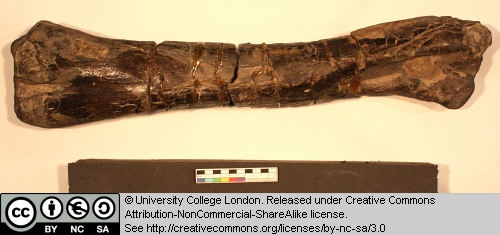 © University College London. Released under Creative Commons
Attribution-NonCommercial-ShareAlike license.
See http://creativecommons.org/licenses/by-nc-sa/3.0
cc
BY NC SA